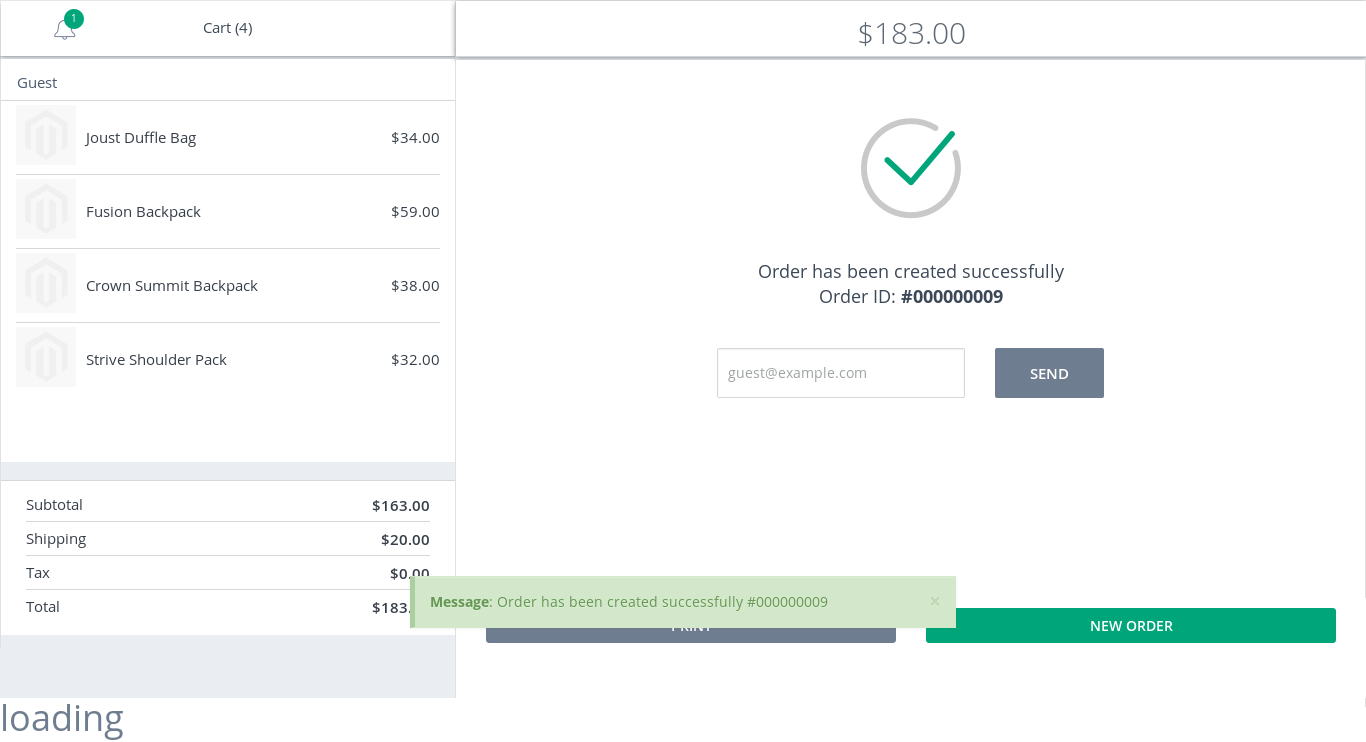 1
Cart (4)
$183.00
Guest
Joust Duffle Bag $34.00
Fusion Backpack $59.00
Crown Summit Backpack $38.00
Strive Shoulder Pack $32.00
Subtotal $163.00
Shipping $20.00
Tax $0.00
Total $183.
Order has been created successfully
Order ID: #000000009
guest@example.com
SEND
Message: Order has been created successfully #000000009 ×
PRINT
NEW ORDER
loading